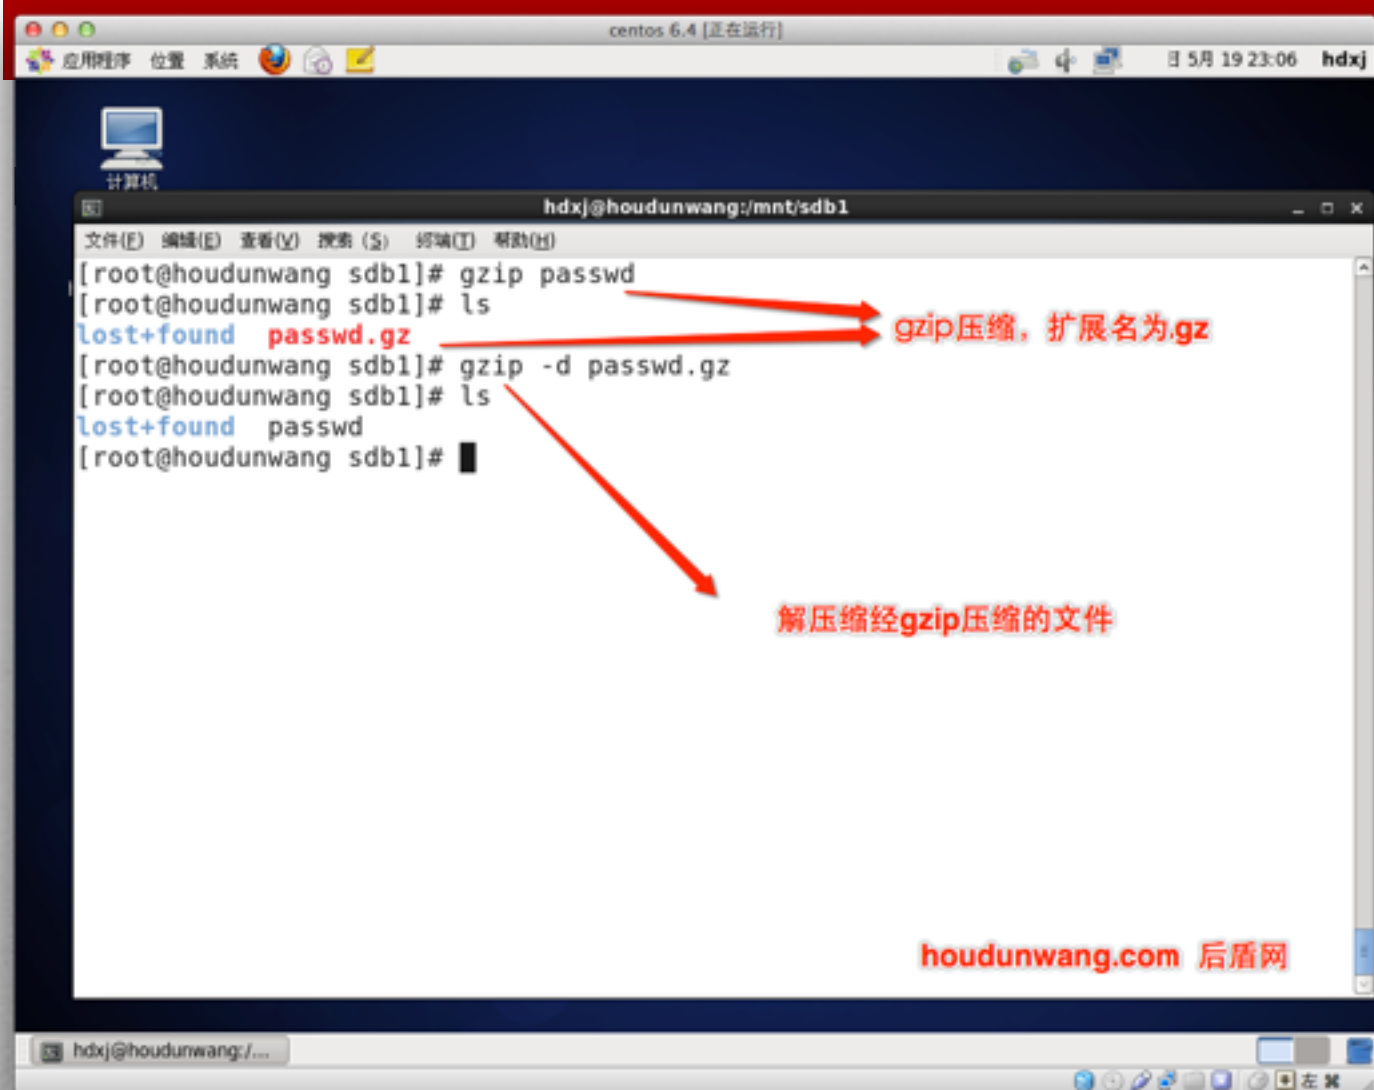 centos 6.4 [正在运行]
应用程序 位置 系统 日 5月 19 23:06 hdxj
计算机
hdxj@houdunwang:/mnt/sdb1
文件(F) 编辑(E) 查看(V) 搜索 (S) 终端(T) 帮助(H)
[root@houdunwang sdb1]# gzip passwd
[root@houdunwang sdb1]# ls
lost+found passwd.gz
gzip压缩，扩展名为.gz
[root@houdunwang sdb1]# gzip -d passwd.gz
[root@houdunwang sdb1]# ls
lost+found passwd
[root@houdunwang sdb1]#
解压缩经gzip压缩的文件
houdunwang.com 后盾网
hdxj@houdunwang:/...
左 ⌘